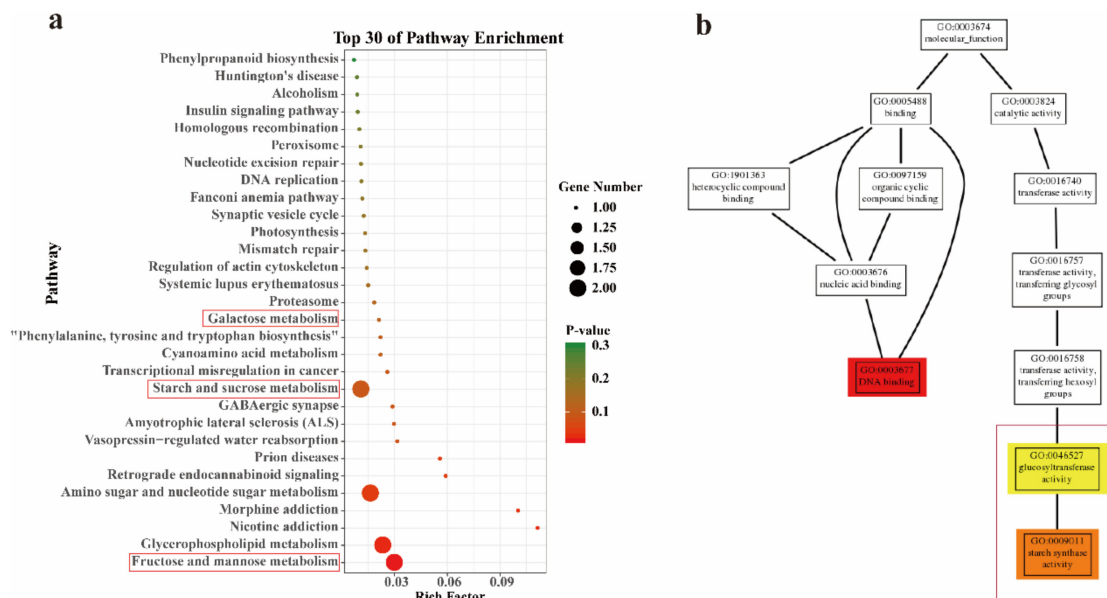 a
Top 30 of Pathway Enrichment
Pathway
Phenylpropanoid biosynthesis
Huntington's disease
Alcoholism
Insulin signaling pathway
Homologous recombination
Peroxisome
Nucleotide excision repair
DNA replication
Fanconi anemia pathway
Synaptic vesicle cycle
Photosynthesis
Mismatch repair
Regulation of actin cytoskeleton
Systemic lupus erythematosus
Proteasome
Galactose metabolism
"Phenylalanine, tyrosine and tryptophan biosynthesis"
Cyanoamino acid metabolism
Transcriptional misregulation in cancer
Starch and sucrose metabolism
GABAergic synapse
Amyotrophic lateral sclerosis (ALS)
Vasopressin−regulated water reabsorption
Prion diseases
Retrograde endocannabinoid signaling
Amino sugar and nucleotide sugar metabolism
Morphine addiction
Nicotine addiction
Glycerophospholipid metabolism
Fructose and mannose metabolism
0.03 0.06 0.09
Rich Factor
Gene Number
1.00
1.25
1.50
1.75
2.00
P-value
0.3
0.2
0.1
b
GO:0003674
molecular_function
GO:0005488
binding
GO:0003824
catalytic activity
GO:1901363
heterocyclic compound
binding
GO:0097159
organic cyclic
compound binding
GO:0016740
transferase activity
GO:0003676
nucleic acid binding
GO:0016757
transferase activity,
transferring glycosyl
groups
GO:0003677
DNA binding
GO:0016758
transferase activity,
transferring hexosyl
groups
GO:0046527
glucosyltransferase
activity
GO:0009011
starch synthase
activity